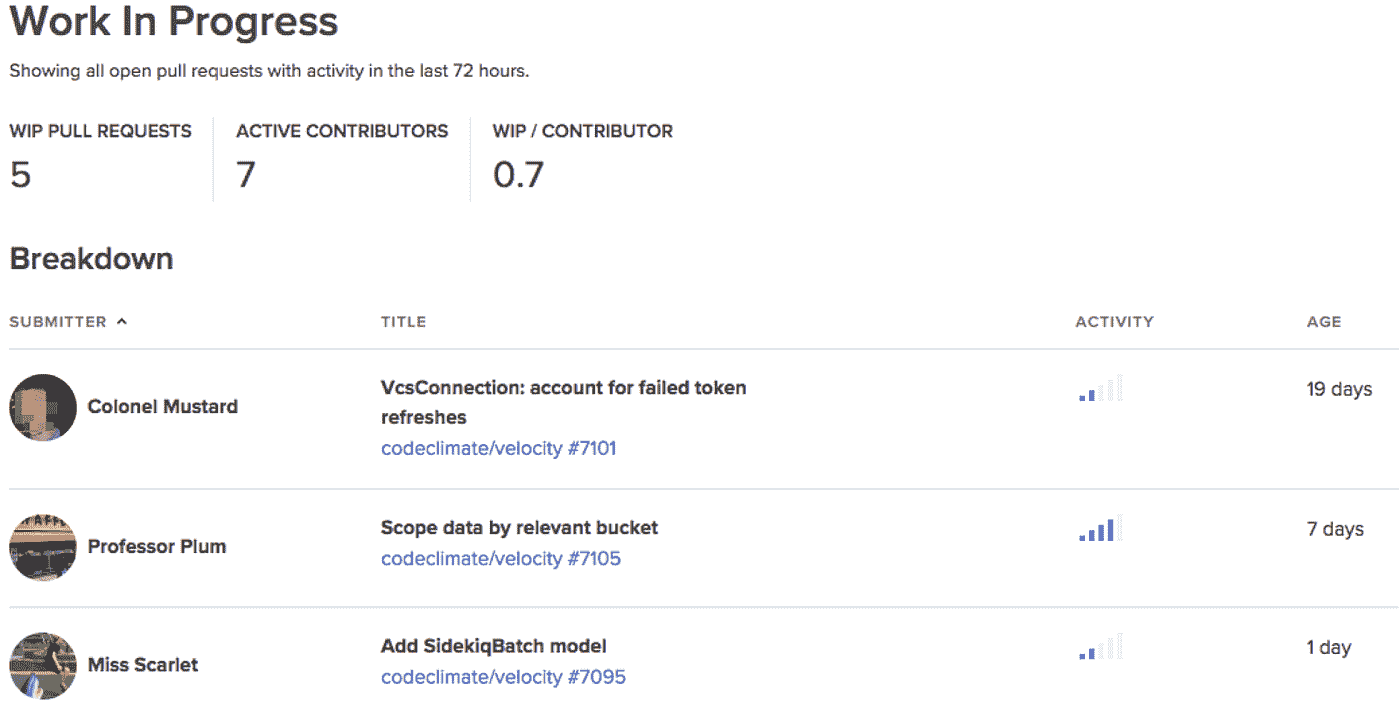 Work In Progress
Showing all open pull requests with activity in the last 72 hours.
WIP PULL REQUESTS ACTIVE CONTRIBUTORS WIP / CONTRIBUTOR
5 7 0.7
Breakdown
SUBMITTER TITLE ACTIVITY AGE
Colonel Mustard
VcsConnection: account for failed token
refreshes
codeclimate/velocity #7101
19 days
Professor Plum
Scope data by relevant bucket
codeclimate/velocity #7105
7 days
Miss Scarlet
Add SidekiqBatch model
codeclimate/velocity #7095
1 day